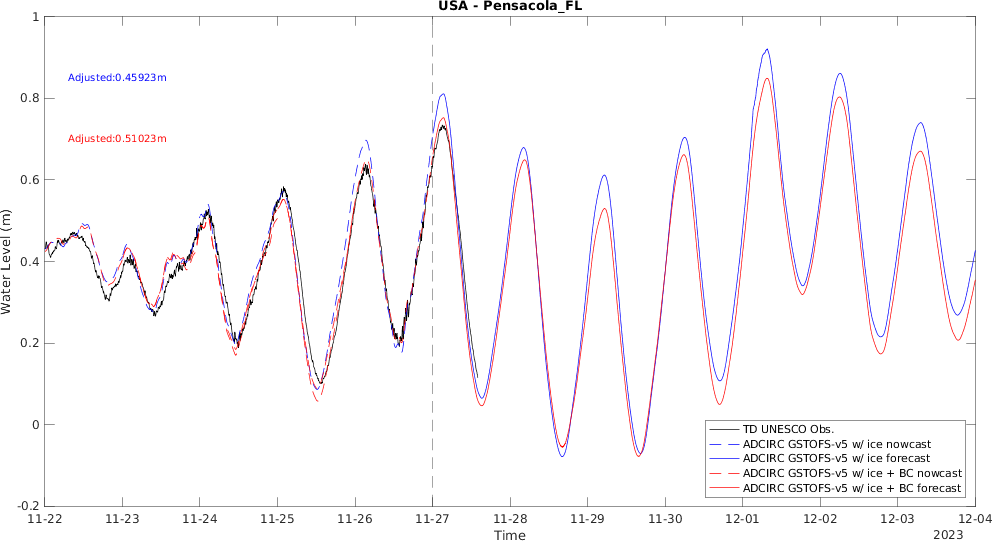 USA - Pensacola_FL
1
Adjusted:0.45923m
0.8
Adjusted:0.51023m
0.6
0.4
Water Level (m)
0.2
0
-0.2
TD UNESCO Obs.
ADCIRC GSTOFS-v5 w/ ice nowcast
ADCIRC GSTOFS-v5 w/ ice forecast
ADCIRC GSTOFS-v5 w/ ice + BC nowcast
ADCIRC GSTOFS-v5 w/ ice + BC forecast
11-22 11-23 11-24 11-25 11-26 11-27 11-28 11-29 11-30 12-01 12-02 12-03 12-04
Time
2023